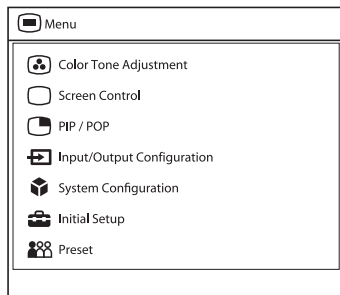 Menu
Color Tone Adjustment
Screen Control
PIP / POP
Input/Output Configuration
System Configuration
Initial Setup
Preset